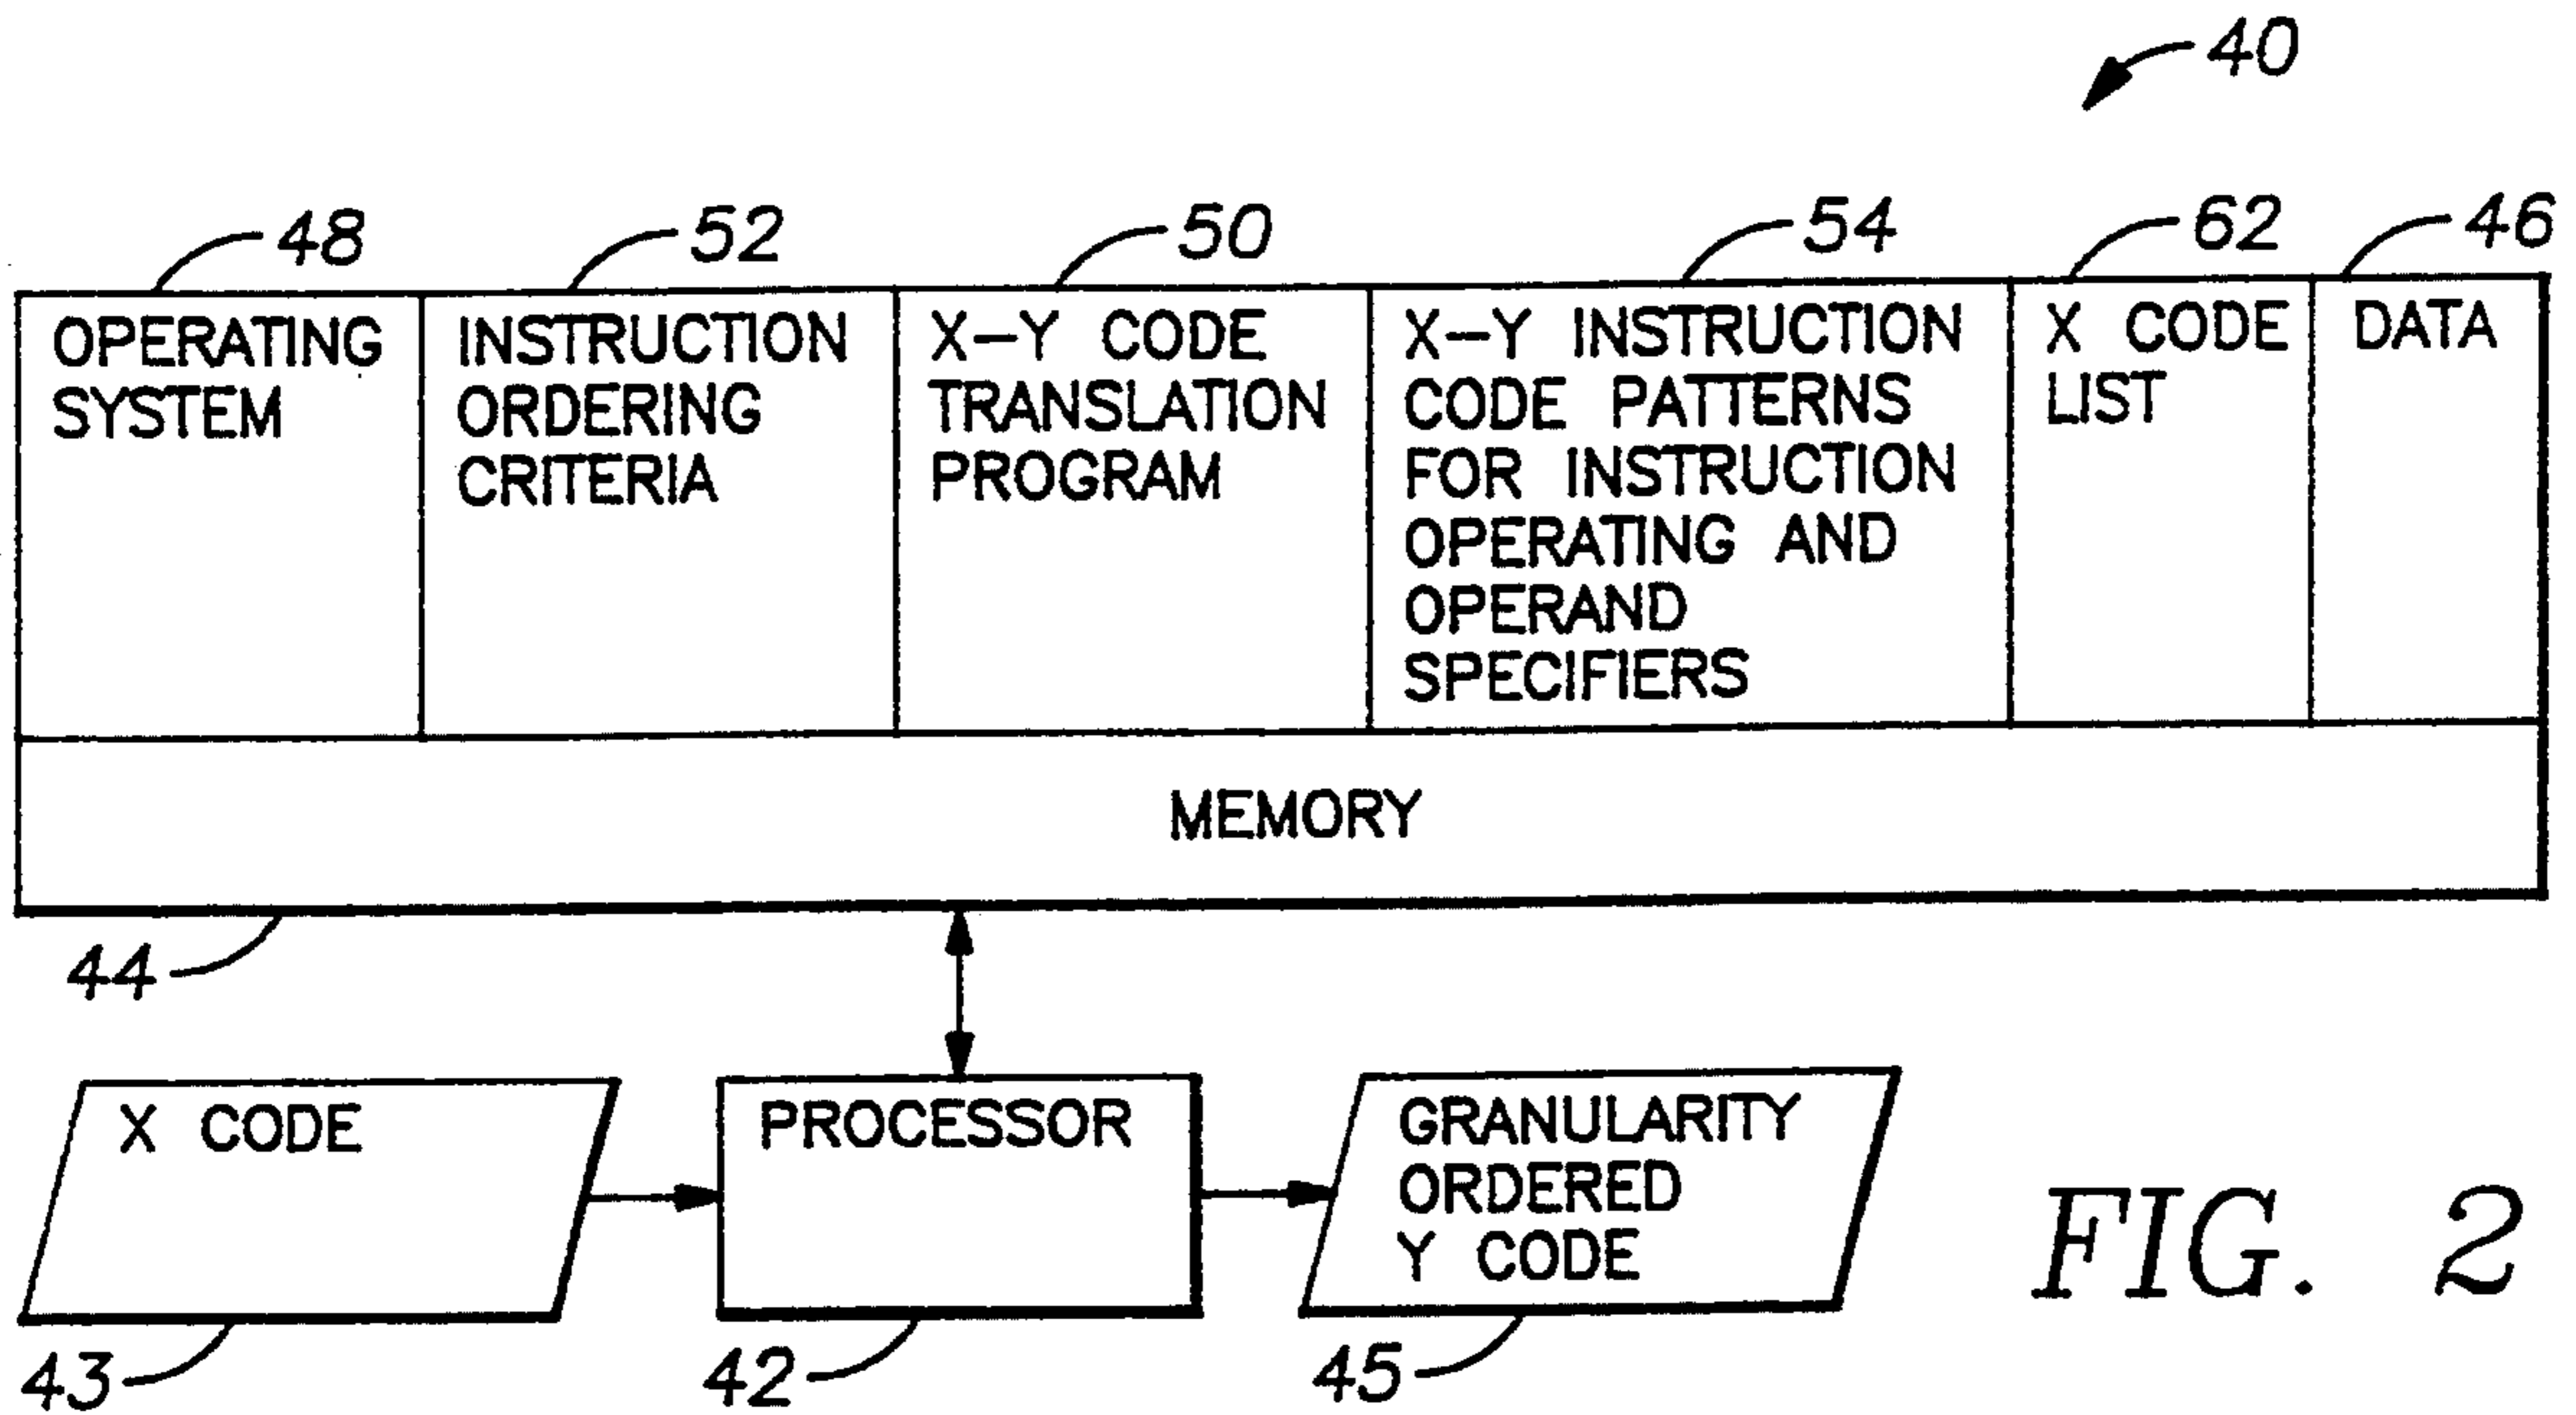 40
48
52
50
54
62
46
OPERATING
SYSTEM
INSTRUCTION
ORDERING
CRITERIA
X-Y CODE
TRANSLATION
PROGRAM
X-Y INSTRUCTION
CODE PATTERNS
FOR INSTRUCTION
OPERATING AND
OPERAND
SPECIFIERS
X CODE
LIST
DATA
MEMORY
44
X CODE
PROCESSOR
GRANULARITY
ORDERED
Y CODE
43
42
45
FIG. 2